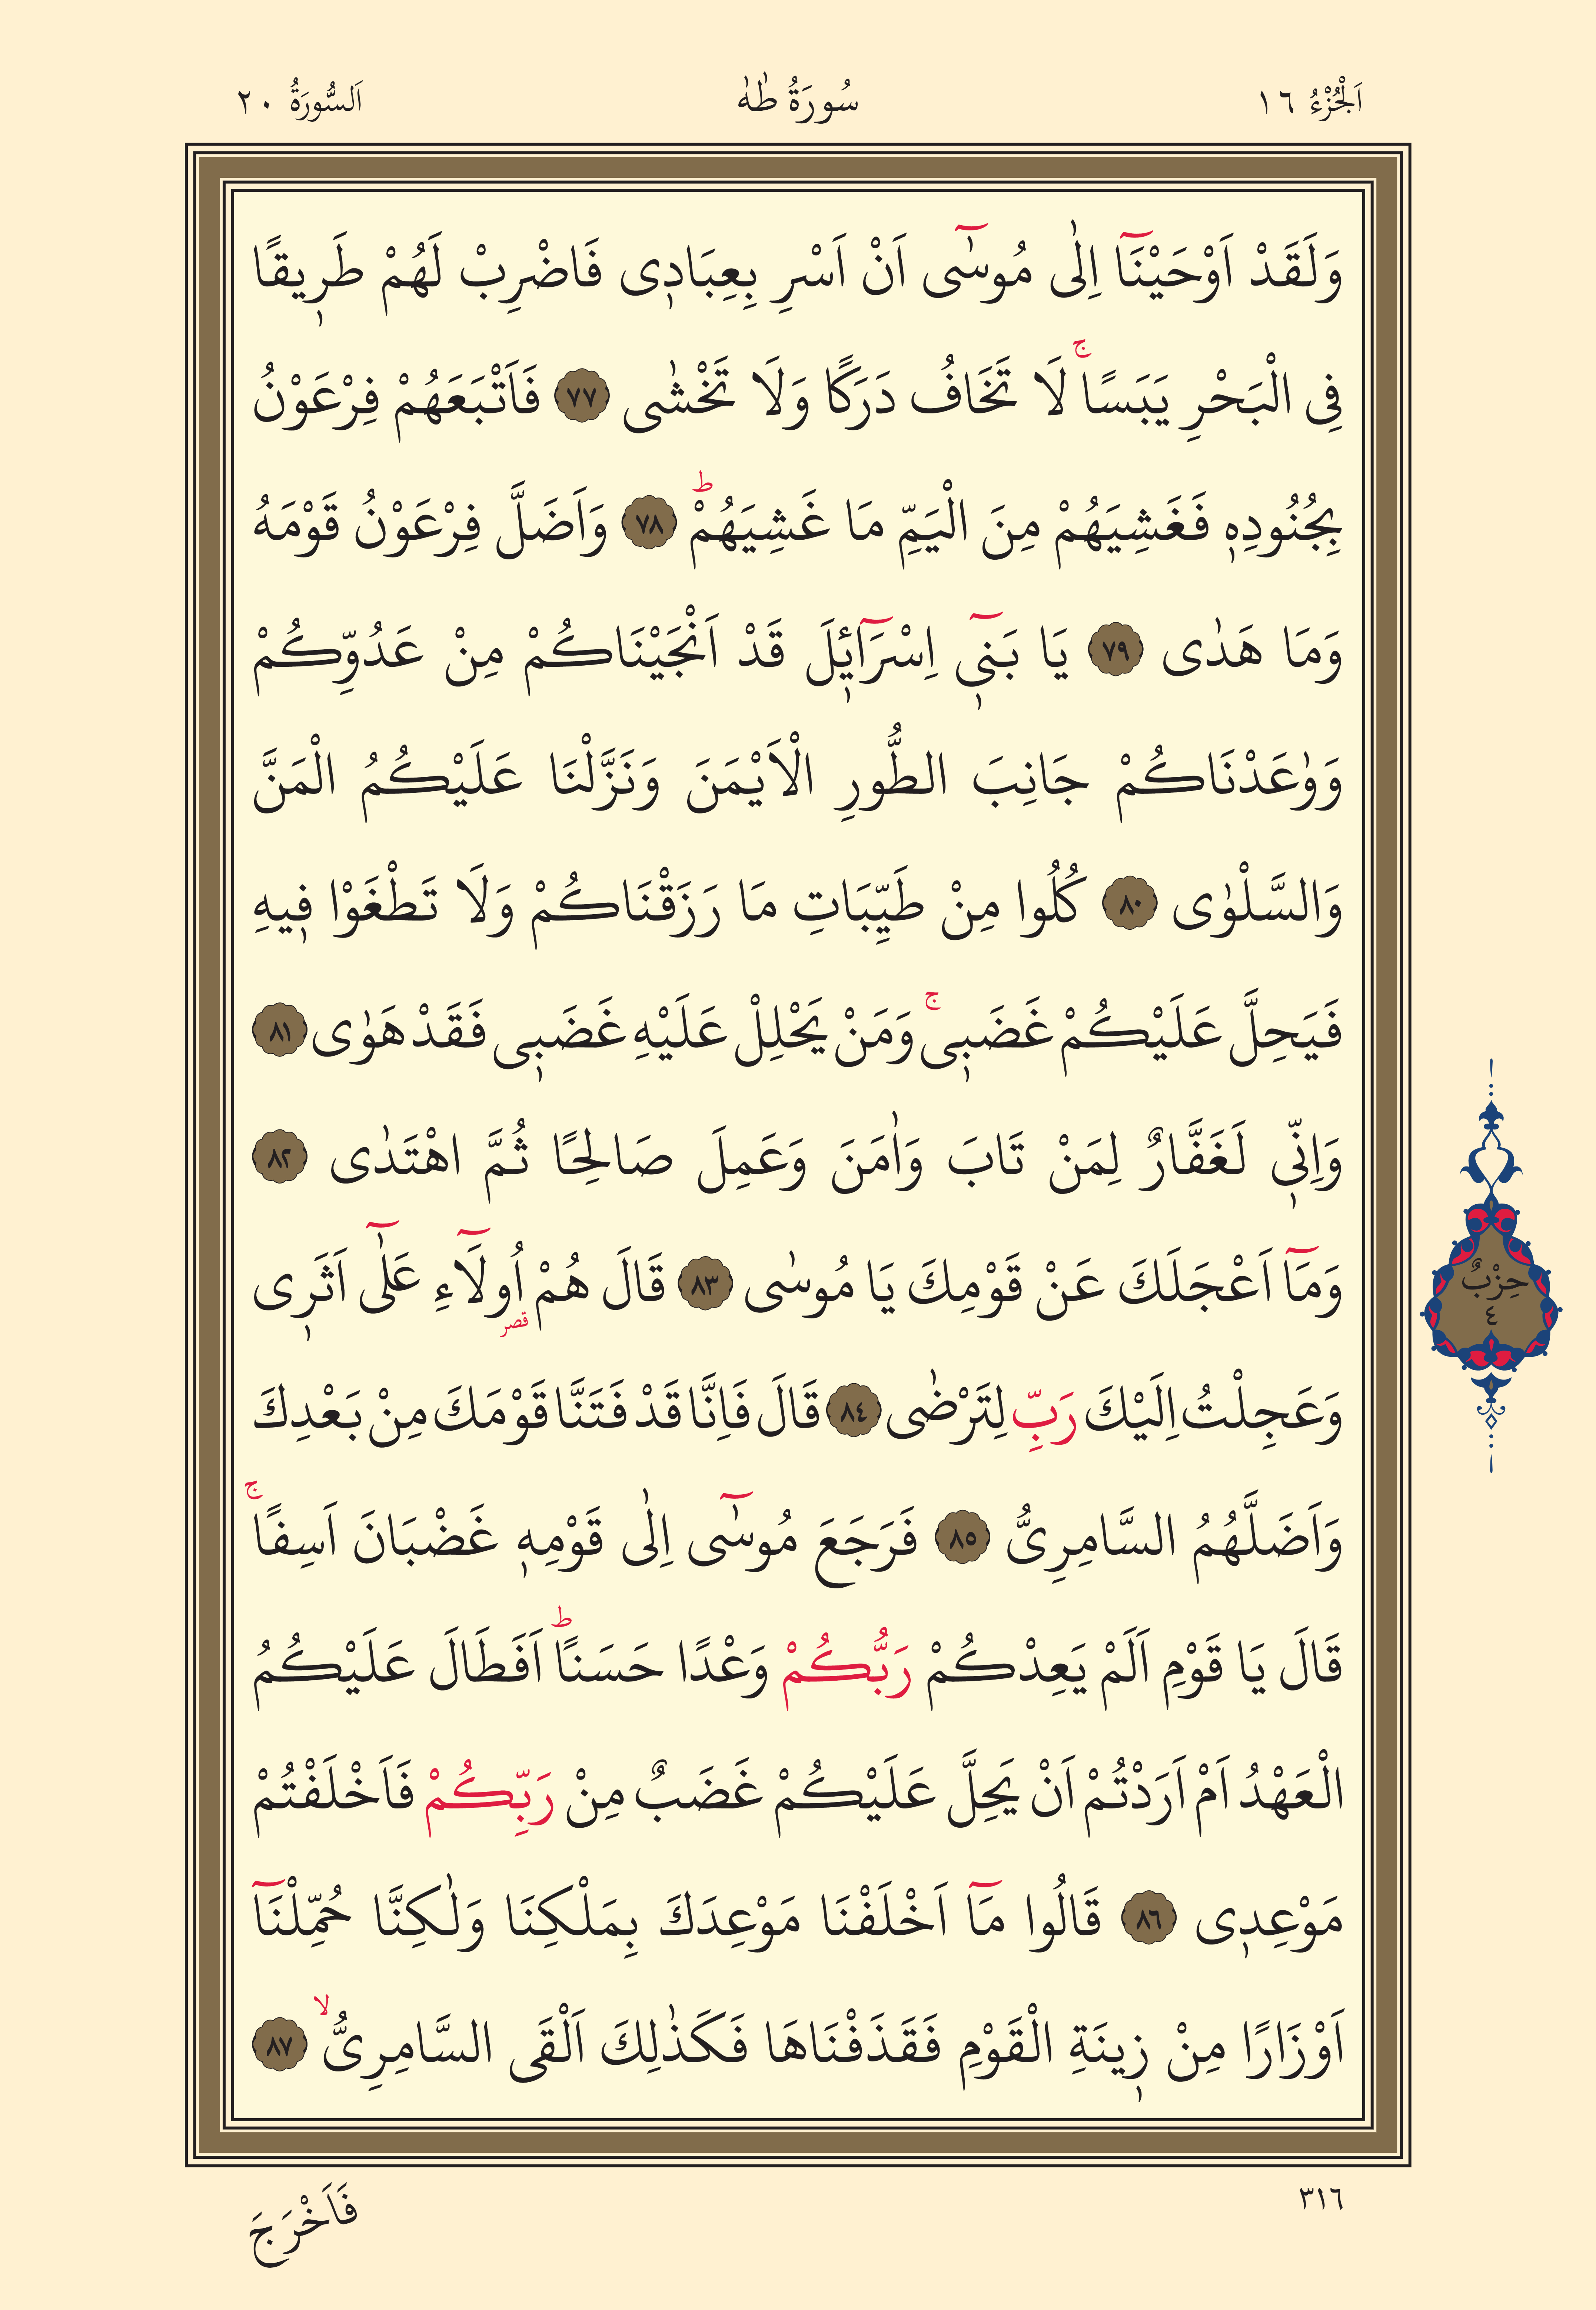 اَلْجُزْءُ ١٦
سُورَةُ طٰهٰ
اَلسُّورَةُ ٢٠
وَلَقَدْ اَوْحَيْنَٓا اِلٰى مُوسٰٓى اَنْ اَسْرِ بِعِبَادٖى فَاضْرِبْ لَهُمْ طَرٖيقًا
فِى الْبَحْرِ يَبَسًاۚ لَا تَخَافُ دَرَكًا وَلَا تَخْشٰى ٧٧ فَاَتْبَعَهُمْ فِرْعَوْنُ
بِجُنُودِهٖ فَغَشِيَهُمْ مِنَ الْيَمِّ مَا غَشِيَهُمْؕ ٧٨ وَاَضَلَّ فِرْعَوْنُ قَوْمَهُ
وَمَا هَدٰى ٧٩ يَا بَنٖٓى اِسْرَٓاءٖيلَ قَدْ اَنْجَيْنَاكُمْ مِنْ عَدُوِّكُمْ
وَوٰعَدْنَاكُمْ جَانِبَ الطُّورِ الْاَيْمَنَ وَنَزَّلْنَا عَلَيْكُمُ الْمَنَّ
وَالسَّلْوٰى ٨٠ كُلُوا مِنْ طَيِّبَاتِ مَا رَزَقْنَاكُمْ وَلَا تَطْغَوْا فٖيهِ
فَيَحِلَّ عَلَيْكُمْ غَضَبٖىۚ وَمَنْ يَحْلِلْ عَلَيْهِ غَضَبٖى فَقَدْ هَوٰى ٨١
وَاِنّٖى لَغَفَّارٌ لِمَنْ تَابَ وَاٰمَنَ وَعَمِلَ صَالِحًا ثُمَّ اهْتَدٰى ٨٢
وَمَٓا اَعْجَلَكَ عَنْ قَوْمِكَ يَا مُوسٰى ٨٣ قَالَ هُمْ اُولَٓاءِ عَلٰٓى اَثَرٖى
قصر
وَعَجِلْتُ اِلَيْكَ رَبِّ لِتَرْضٰى ٨٤ قَالَ فَاِنَّا قَدْ فَتَنَّا قَوْمَكَ مِنْ بَعْدِكَ
وَاَضَلَّهُمُ السَّامِرِىُّ ٨٥ فَرَجَعَ مُوسٰٓى اِلٰى قَوْمِهٖ غَضْبَانَ اَسِفًاۚ
قَالَ يَا قَوْمِ اَلَمْ يَعِدْكُمْ رَبُّكُمْ وَعْدًا حَسَنًاؕ اَفَطَالَ عَلَيْكُمُ
الْعَهْدُ اَمْ اَرَدْتُمْ اَنْ يَحِلَّ عَلَيْكُمْ غَضَبٌ مِنْ رَبِّكُمْ فَاَخْلَفْتُمْ
مَوْعِدٖى ٨٦ قَالُوا مَٓا اَخْلَفْنَا مَوْعِدَكَ بِمَلْكِنَا وَلٰكِنَّا حُمِّلْنَٓا
اَوْزَارًا مِنْ زٖينَةِ الْقَوْمِ فَقَذَفْنَاهَا فَكَذٰلِكَ اَلْقَى السَّامِرِىُّۙ ٨٧
حِزْبٌ
٤
٣١٦
فَاَخْرَجَ